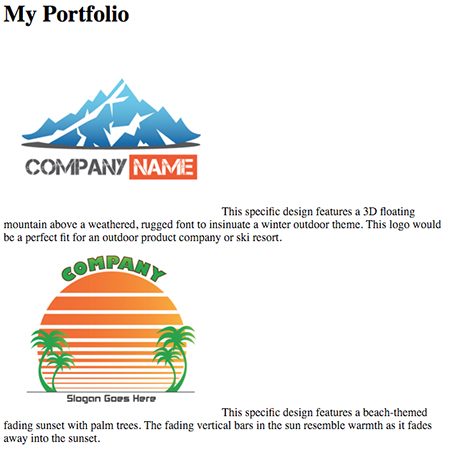 My Portfolio
COMPANY NAME
This specific design features a 3D floating
mountain above a weathered, rugged font to insinuate a winter outdoor theme. This logo would
be a perfect fit for an outdoor product company or ski resort.
COMPANY
Slogan Goes Here
This specific design features a beach-themed
fading sunset with palm trees. The fading vertical bars in the sun resemble warmth as it fades
away into the sunset.